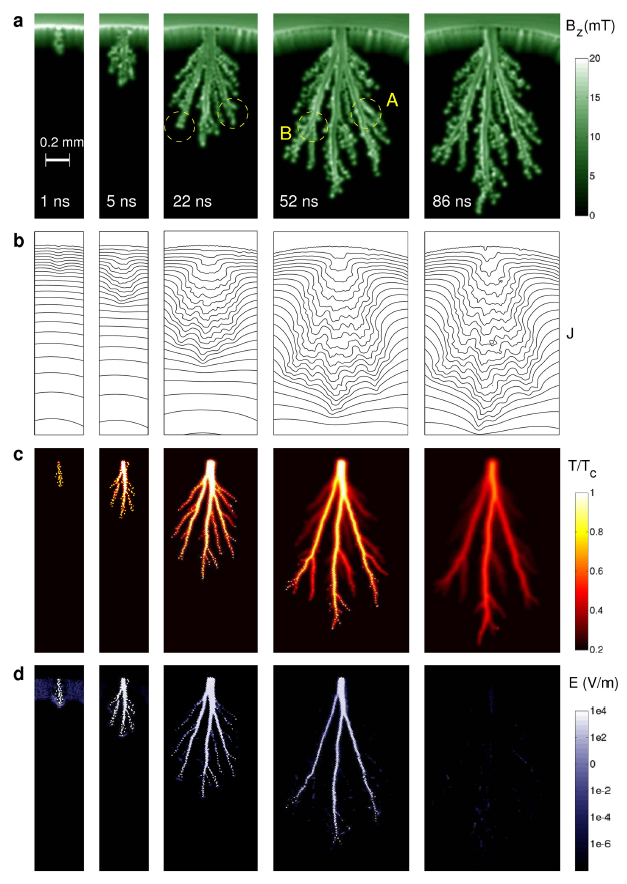 a
B_z(mT)
A
B
0.2 mm
1 ns
5 ns
22 ns
52 ns
86 ns
20
15
10
5
0
b
J
c
T/T_c
1
0.8
0.6
0.4
0.2
d
E (V/m)
1e4
1e2
0
1e-2
1e-4
1e-6